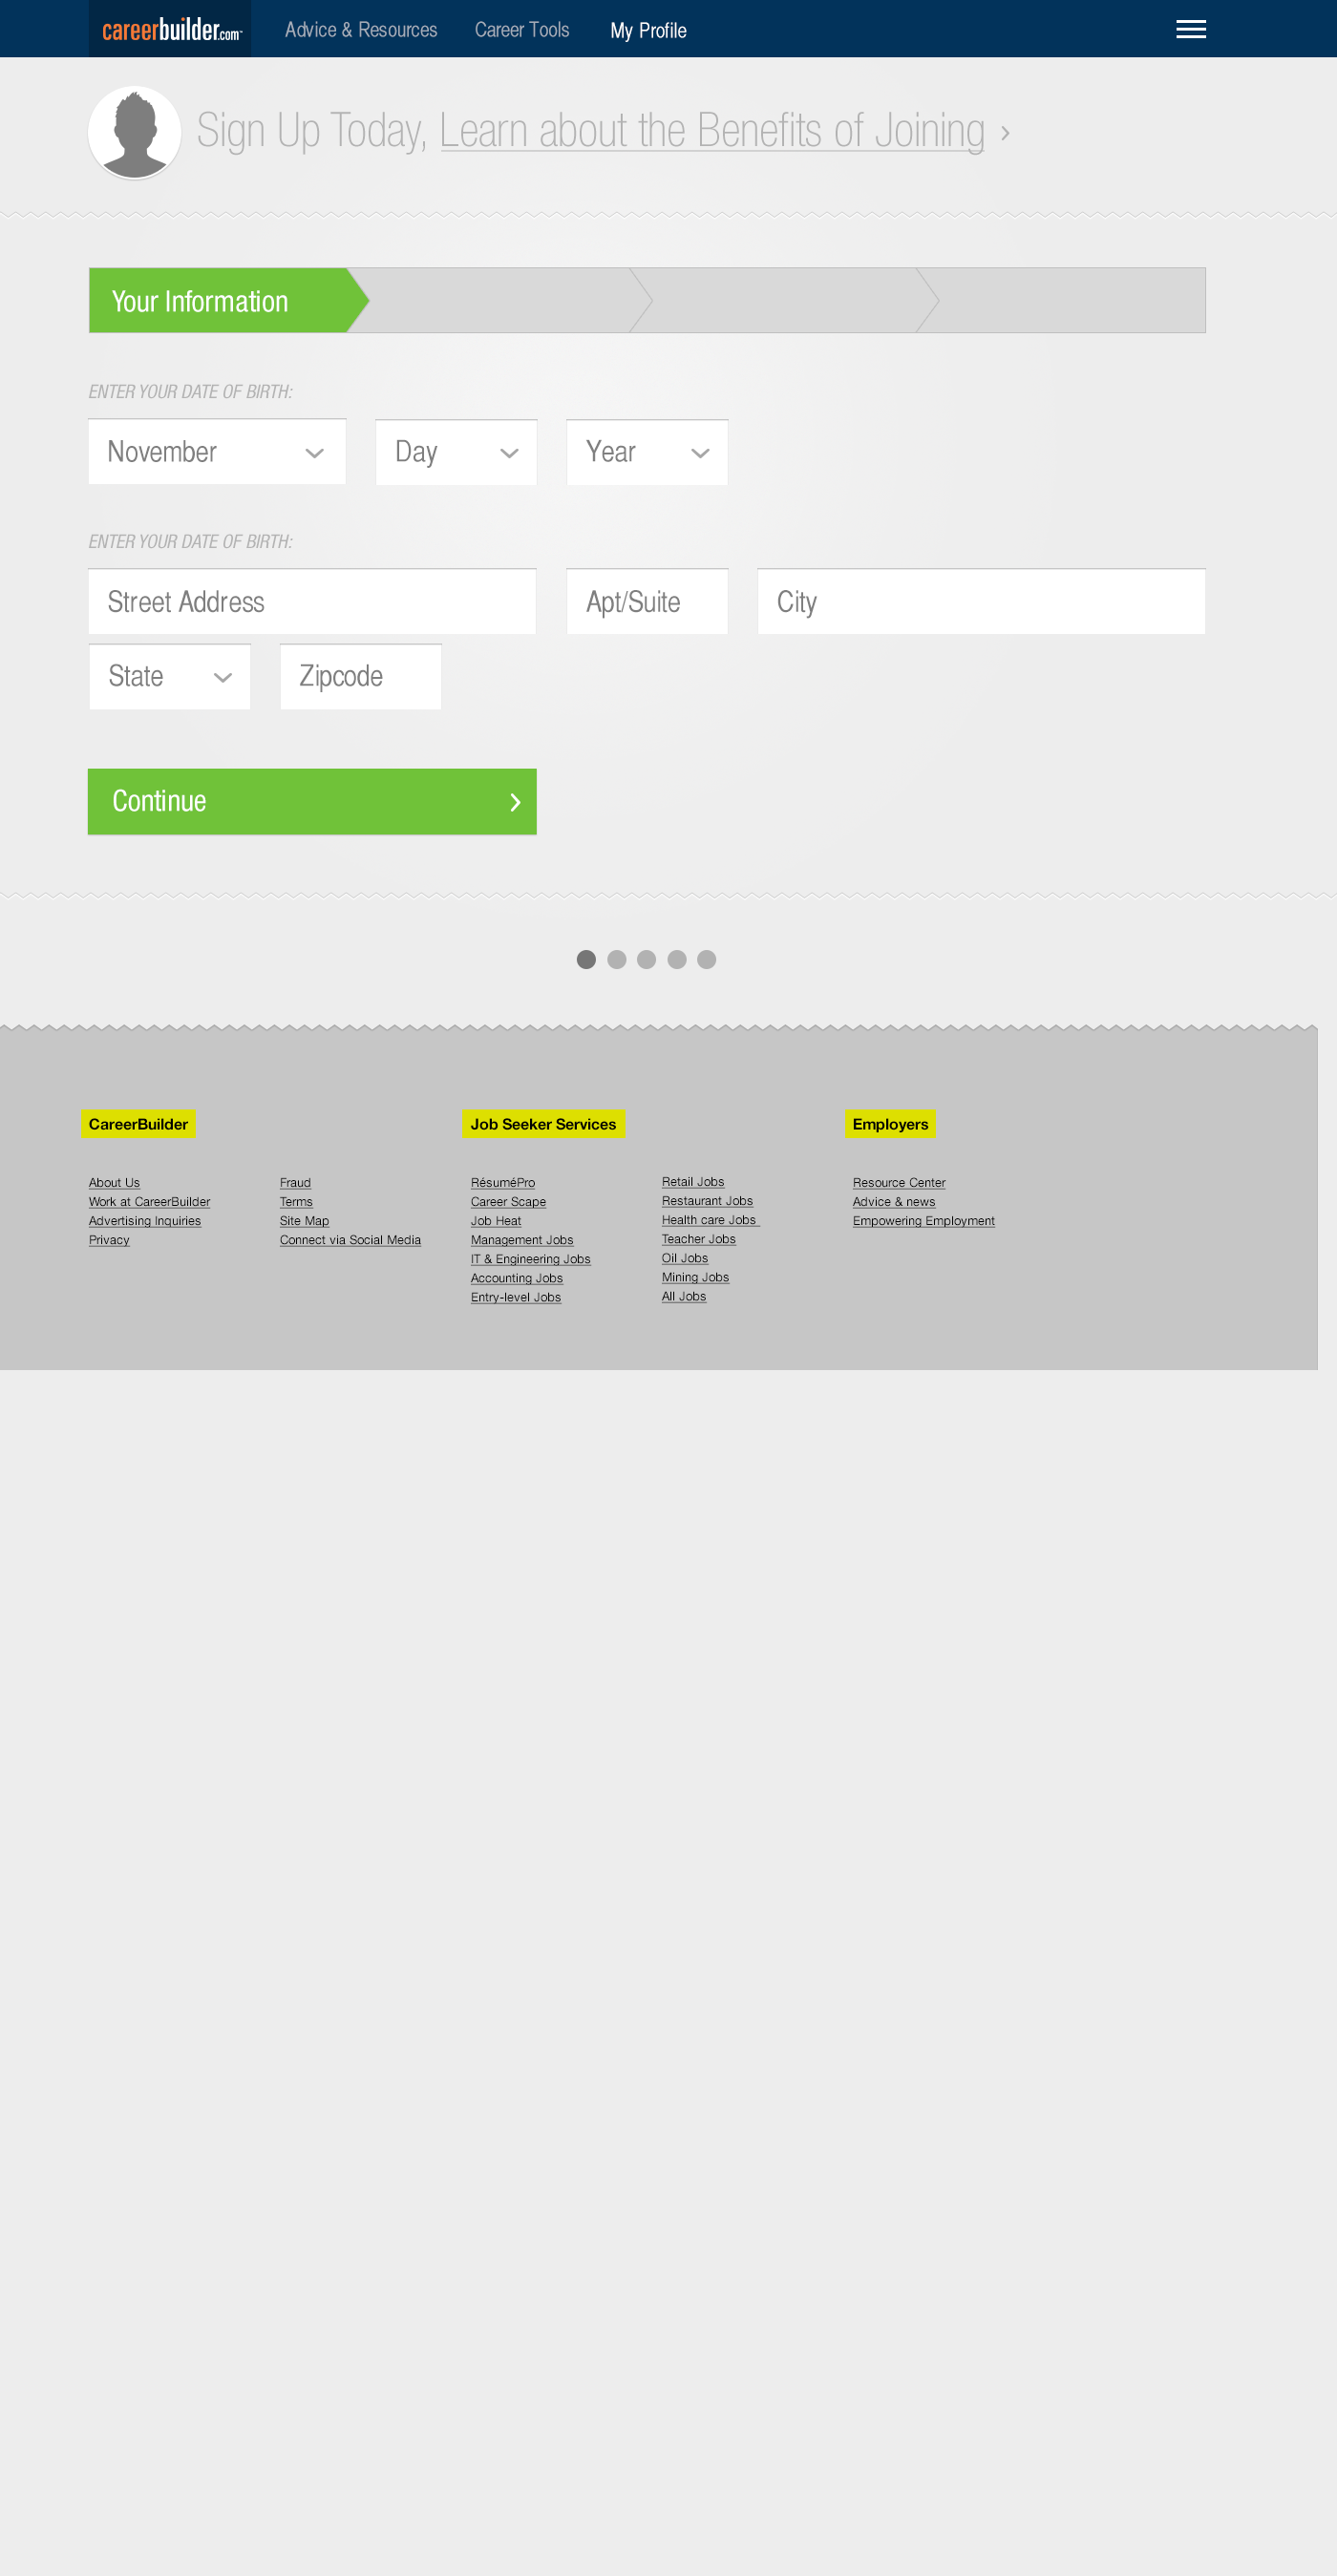 careerbuilder.com Advice & Resources Career Tools My Profile
Sign Up Today, Learn about the Benefits of Joining
Your Information
ENTER YOUR DATE OF BIRTH:
November Day Year
ENTER YOUR DATE OF BIRTH:
Street Address Apt/Suite City
State Zipcode
Continue
CareerBuilder
About Us
Work at CareerBuilder
Advertising Inquiries
Privacy
Fraud
Terms
Site Map
Connect via Social Media
Job Seeker Services
RésuméPro
Career Scape
Job Heat
Management Jobs
IT & Engineering Jobs
Accounting Jobs
Entry-level Jobs
Retail Jobs
Restaurant Jobs
Health care Jobs
Teacher Jobs
Oil Jobs
Mining Jobs
All Jobs
Employers
Resource Center
Advice & news
Empowering Employment